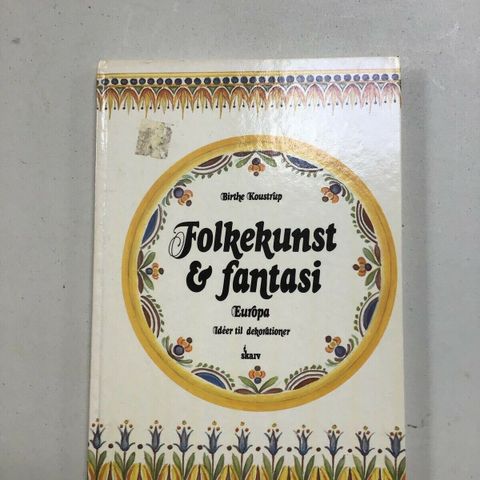 Birthe Koustrup
Folkekunst
& fantasi
Europa
Idéer til dekorationer
skarv